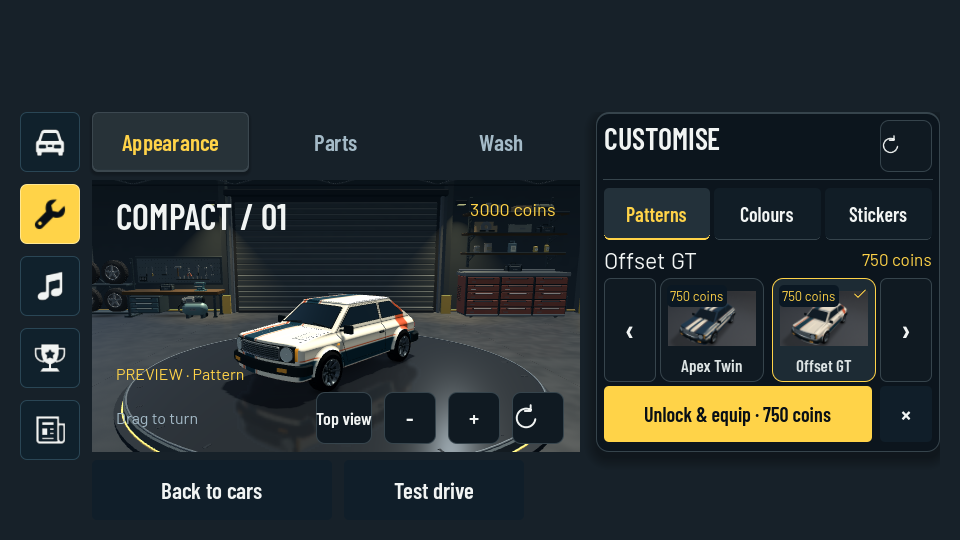 Appearance
Parts
Wash
COMPACT / 01
3000 coins
PREVIEW · Pattern
Drag to turn
Top view
-
+
Back to cars
Test drive
CUSTOMISE
Patterns
Colours
Stickers
Offset GT
750 coins
‹
750 coins
Apex Twin
750 coins
Offset GT
›
Unlock & equip · 750 coins
×